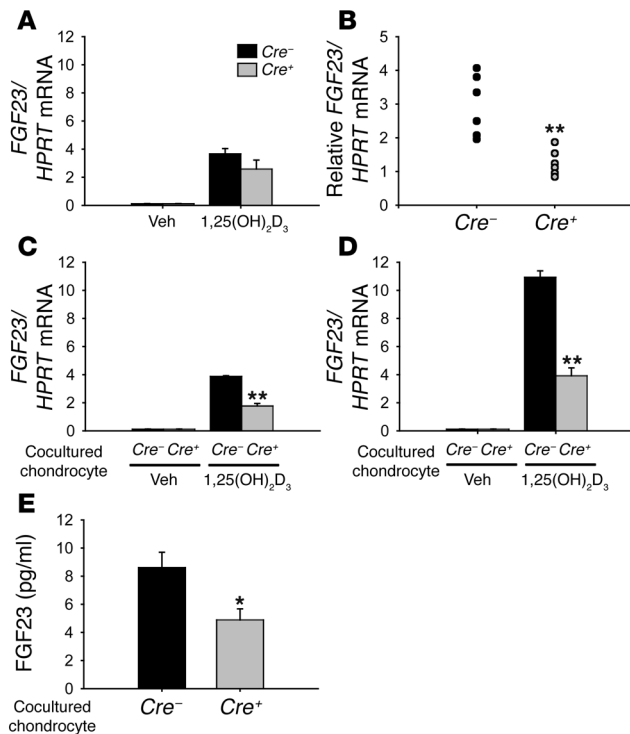 A
FGF23/
HPRT mRNA
12
10
8
6
4
2
0
Cre⁻
Cre⁺
Veh 1,25(OH)₂D₃
B
Relative FGF23/
HPRT mRNA
5
4
3
2
1
0
**
Cre⁻ Cre⁺
C
FGF23/
HPRT mRNA
12
10
8
6
4
2
0
**
Cocultured
chondrocyte
Cre⁻ Cre⁺ Cre⁻ Cre⁺
Veh 1,25(OH)₂D₃
D
FGF23/
HPRT mRNA
12
10
8
6
4
2
0
**
Cocultured
chondrocyte
Cre⁻ Cre⁺ Cre⁻ Cre⁺
Veh 1,25(OH)₂D₃
E
FGF23 (pg/ml)
12
10
8
6
4
2
0
*
Cocultured
chondrocyte
Cre⁻ Cre⁺